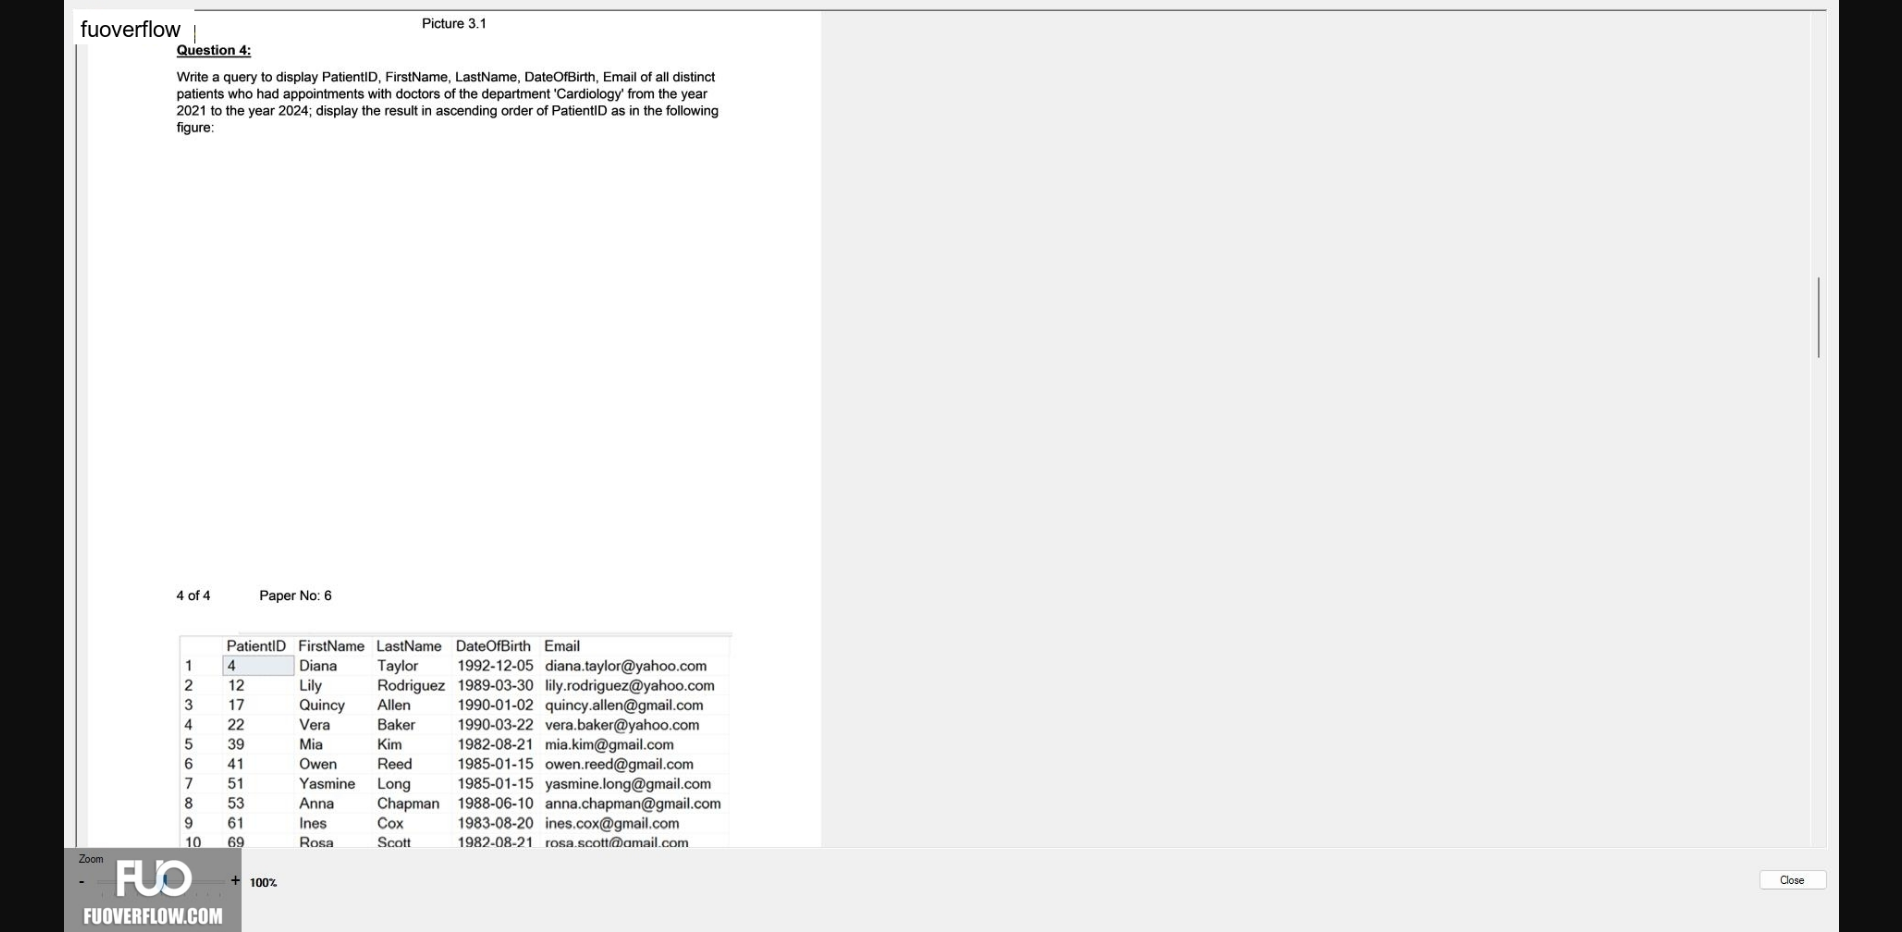 fuoverflow
Picture 3.1
Question 4:
Write a query to display PatientID, FirstName, LastName, DateOfBirth, Email of all distinct
patients who had appointments with doctors of the department 'Cardiology' from the year
2021 to the year 2024; display the result in ascending order of PatientID as in the following
figure:
4 of 4 Paper No: 6
PatientID FirstName LastName DateOfBirth Email
1 4 Diana Taylor 1992-12-05 diana.taylor@yahoo.com
2 12 Lily Rodriguez 1989-03-30 lily.rodriguez@yahoo.com
3 17 Quincy Allen 1990-01-02 quincy.allen@gmail.com
4 22 Vera Baker 1990-03-22 vera.baker@yahoo.com
5 39 Mia Kim 1982-08-21 mia.kim@gmail.com
6 41 Owen Reed 1985-01-15 owen.reed@gmail.com
7 51 Yasmine Long 1985-01-15 yasmine.long@gmail.com
8 53 Anna Chapman 1988-06-10 anna.chapman@gmail.com
9 61 Ines Cox 1983-08-20 ines.cox@gmail.com
10 69 Rosa Scott 1982-08-21 rosa.scott@gmail.com
Zoom
- + 100%
FUO
FUOVERFLOW.COM
Close